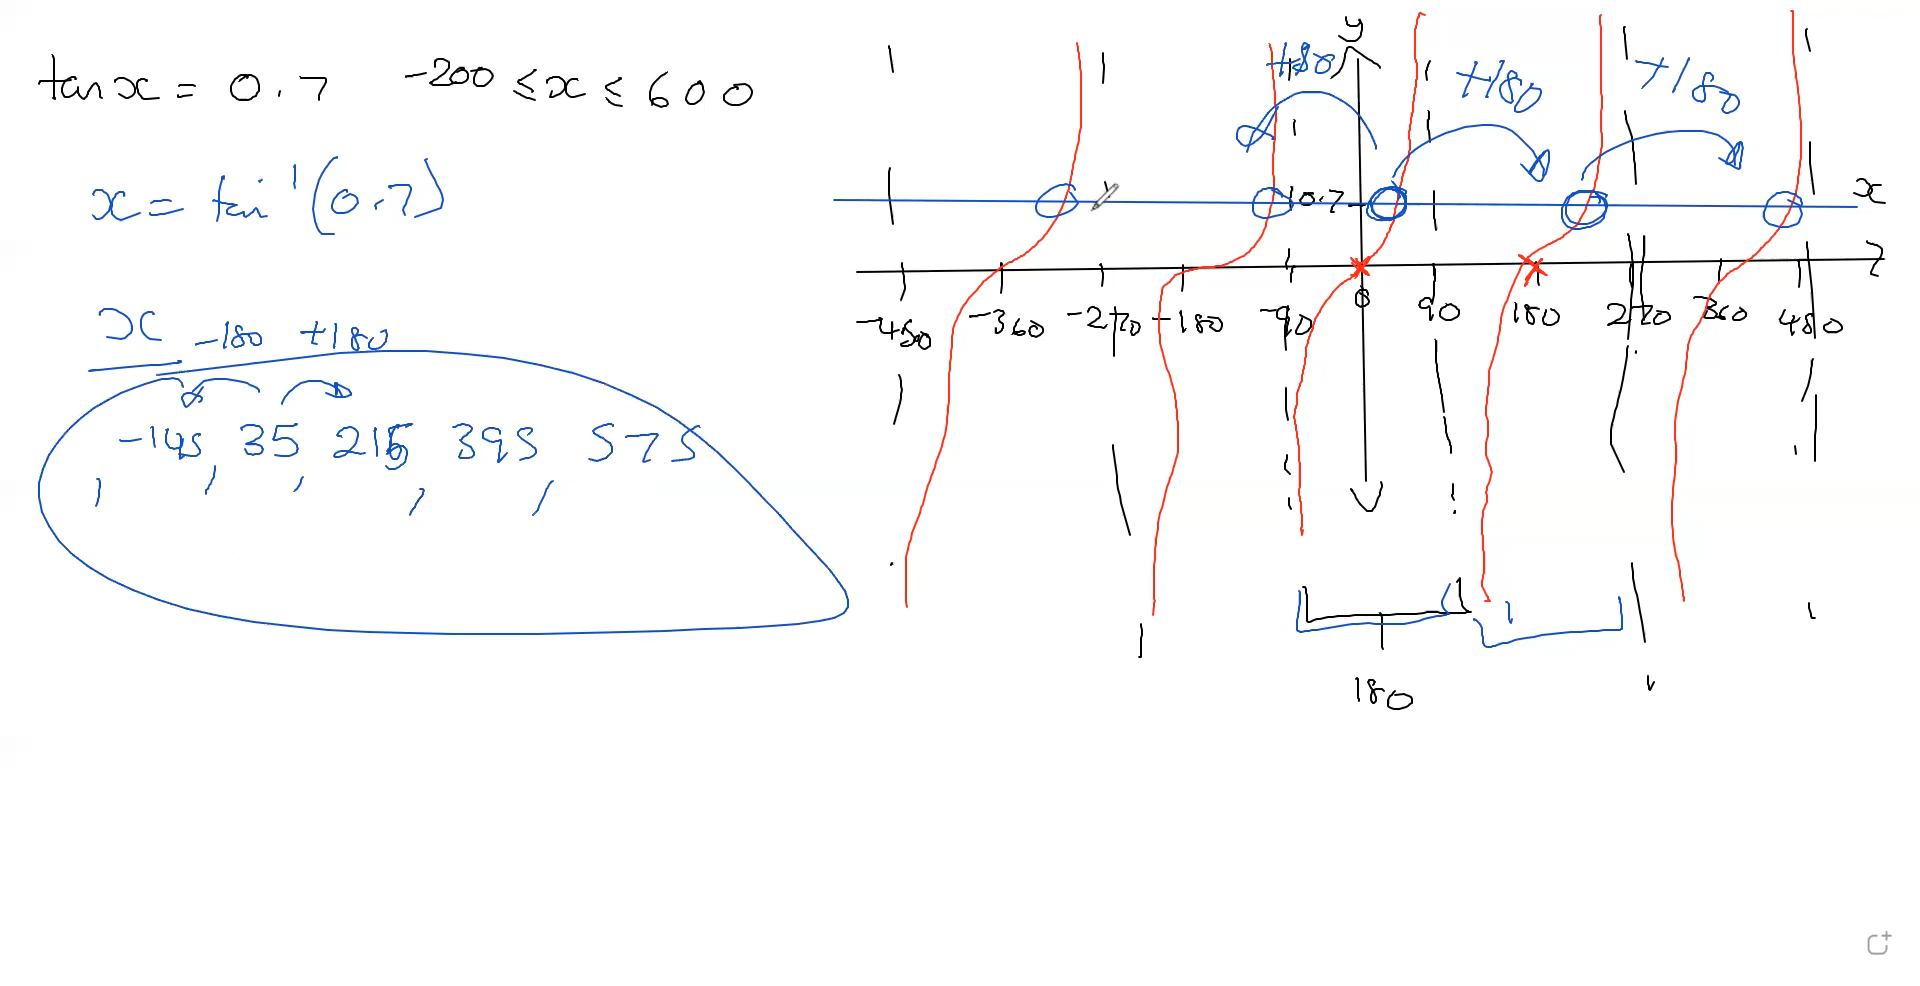 tan x = 0.7   -200 ≤ x ≤ 600
x = tan⁻¹(0.7)
x   -180   +180
-145, 35, 215, 395, 575
y
+180   +180   +180
0.7
x
-450   -360   -270   -180   -90   0   90   180   270   360   450
180